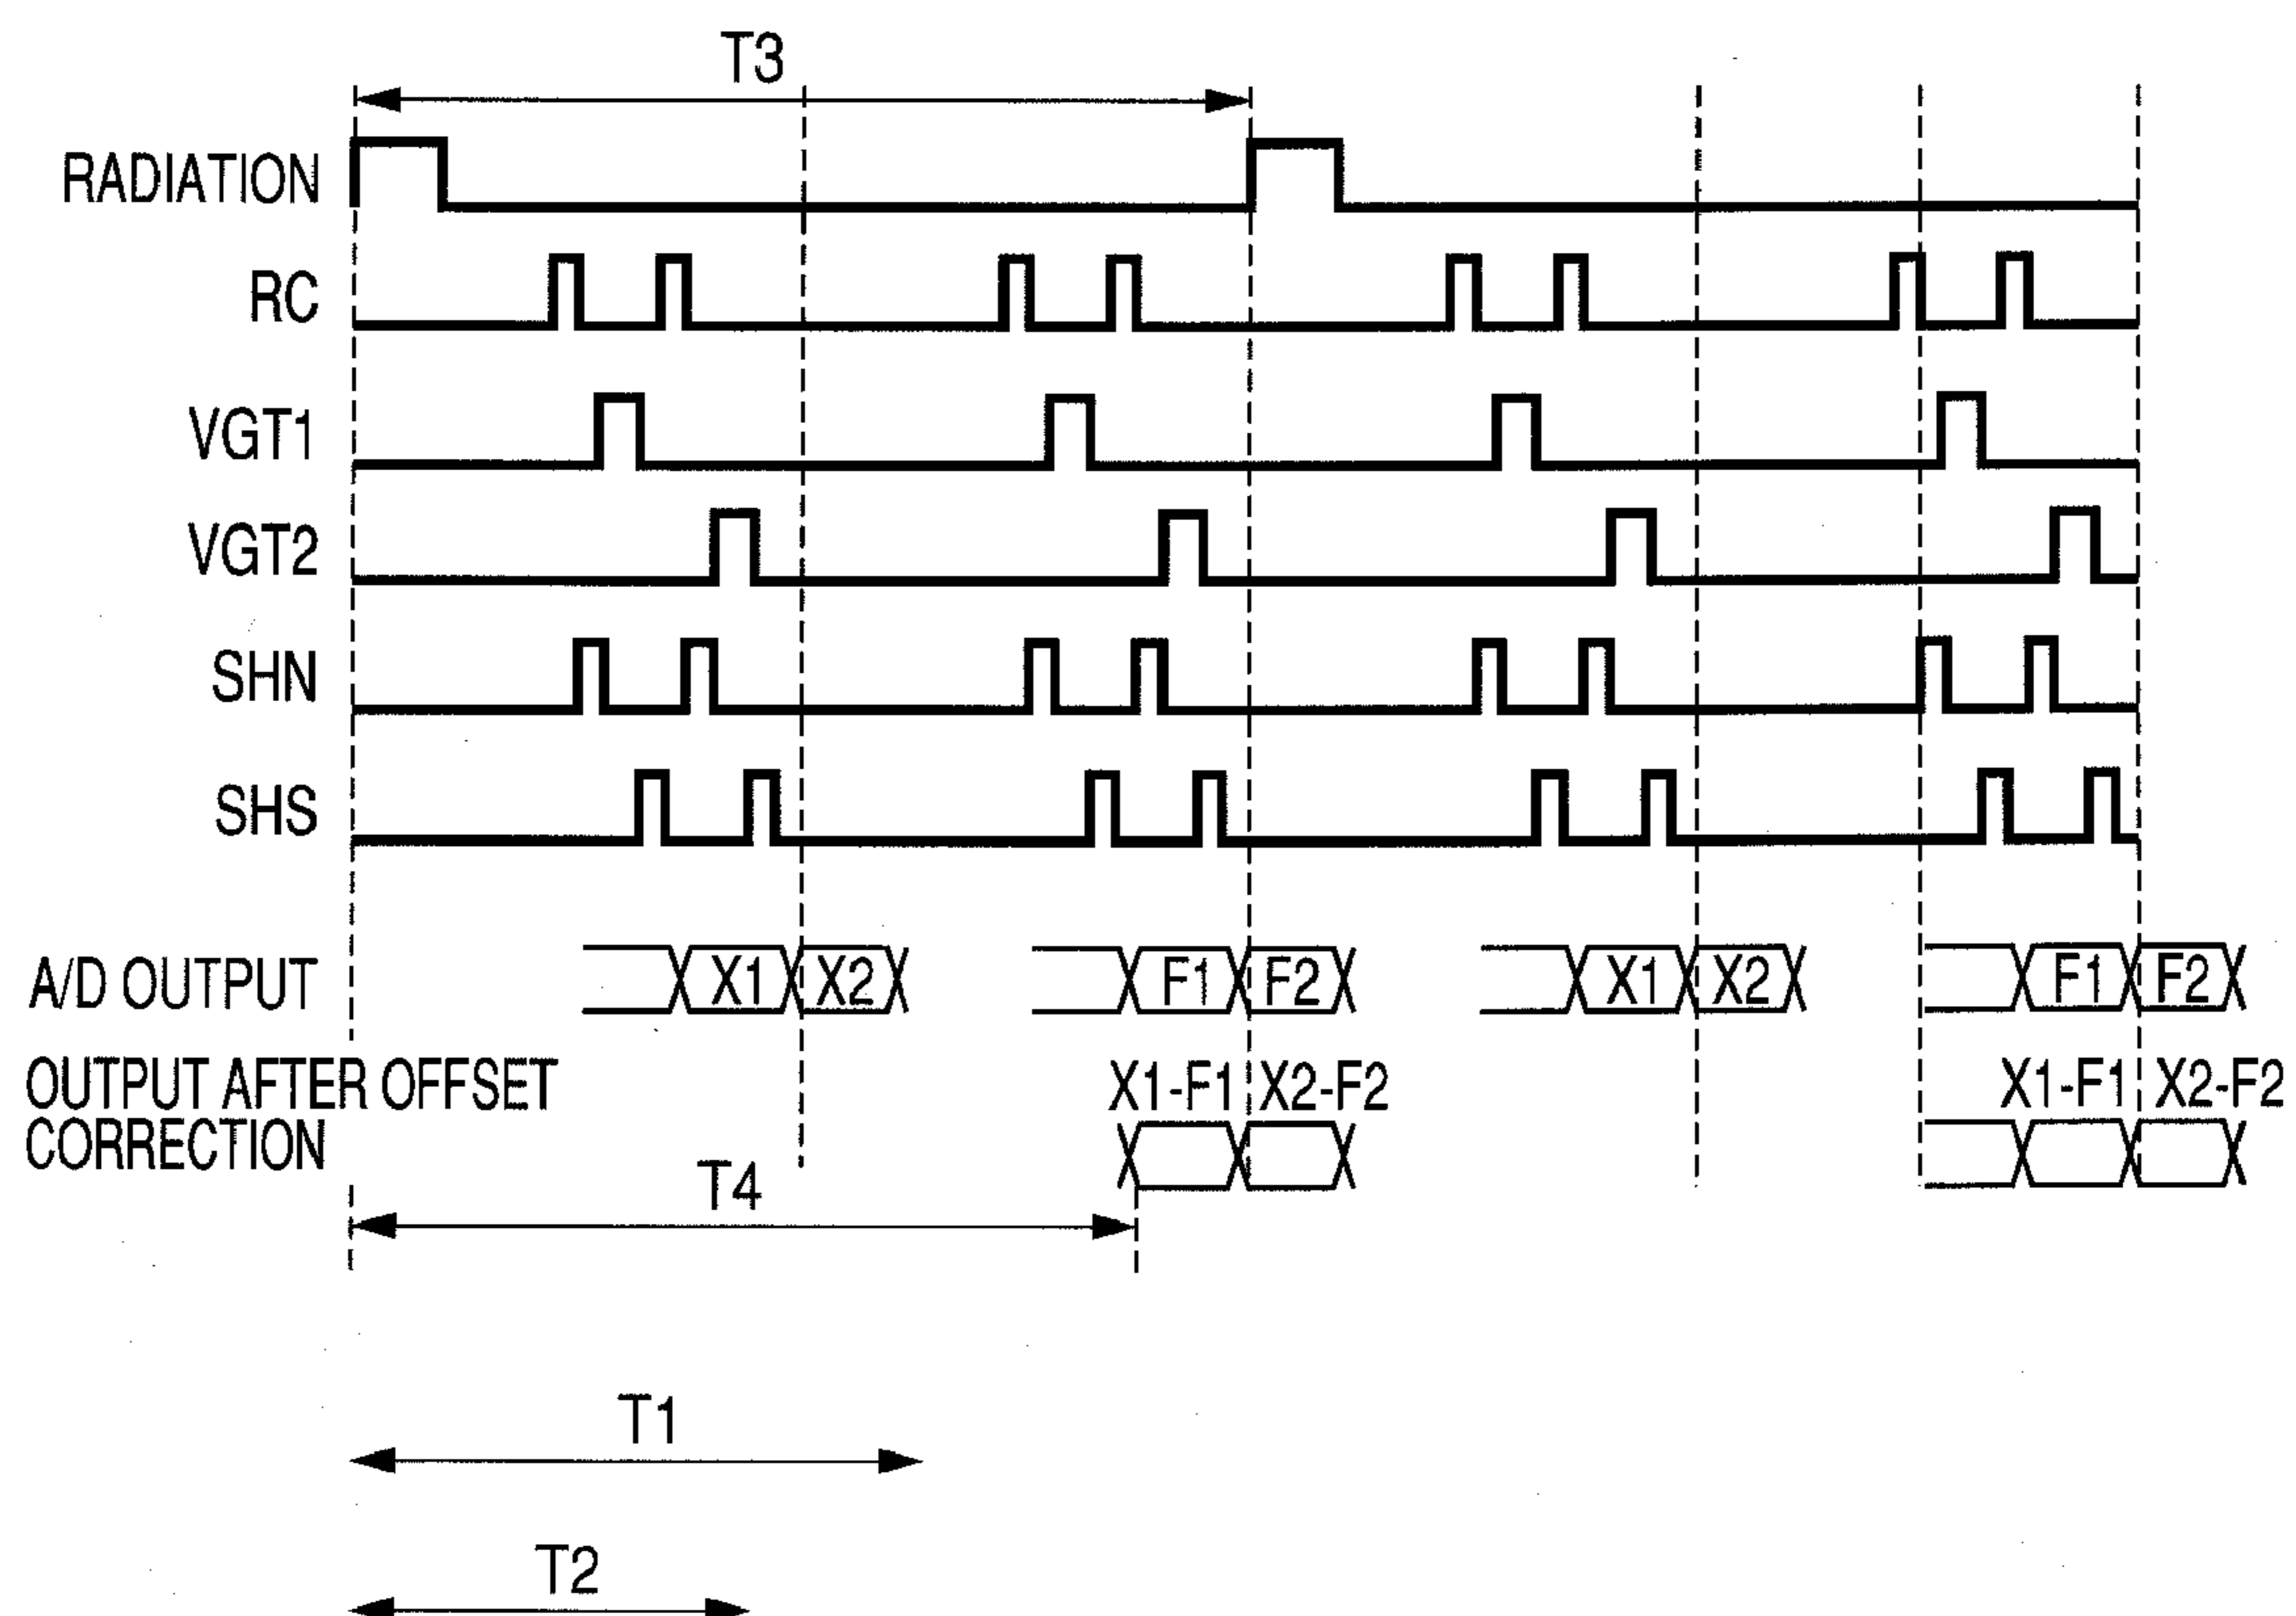 T3
RADIATION
RC
VGT1
VGT2
SHN
SHS
A/D OUTPUT X1 X2 F1 F2 X1 X2 F1 F2
OUTPUT AFTER OFFSET X1-F1 X2-F2 X1-F1 X2-F2
CORRECTION
T4
T1
T2